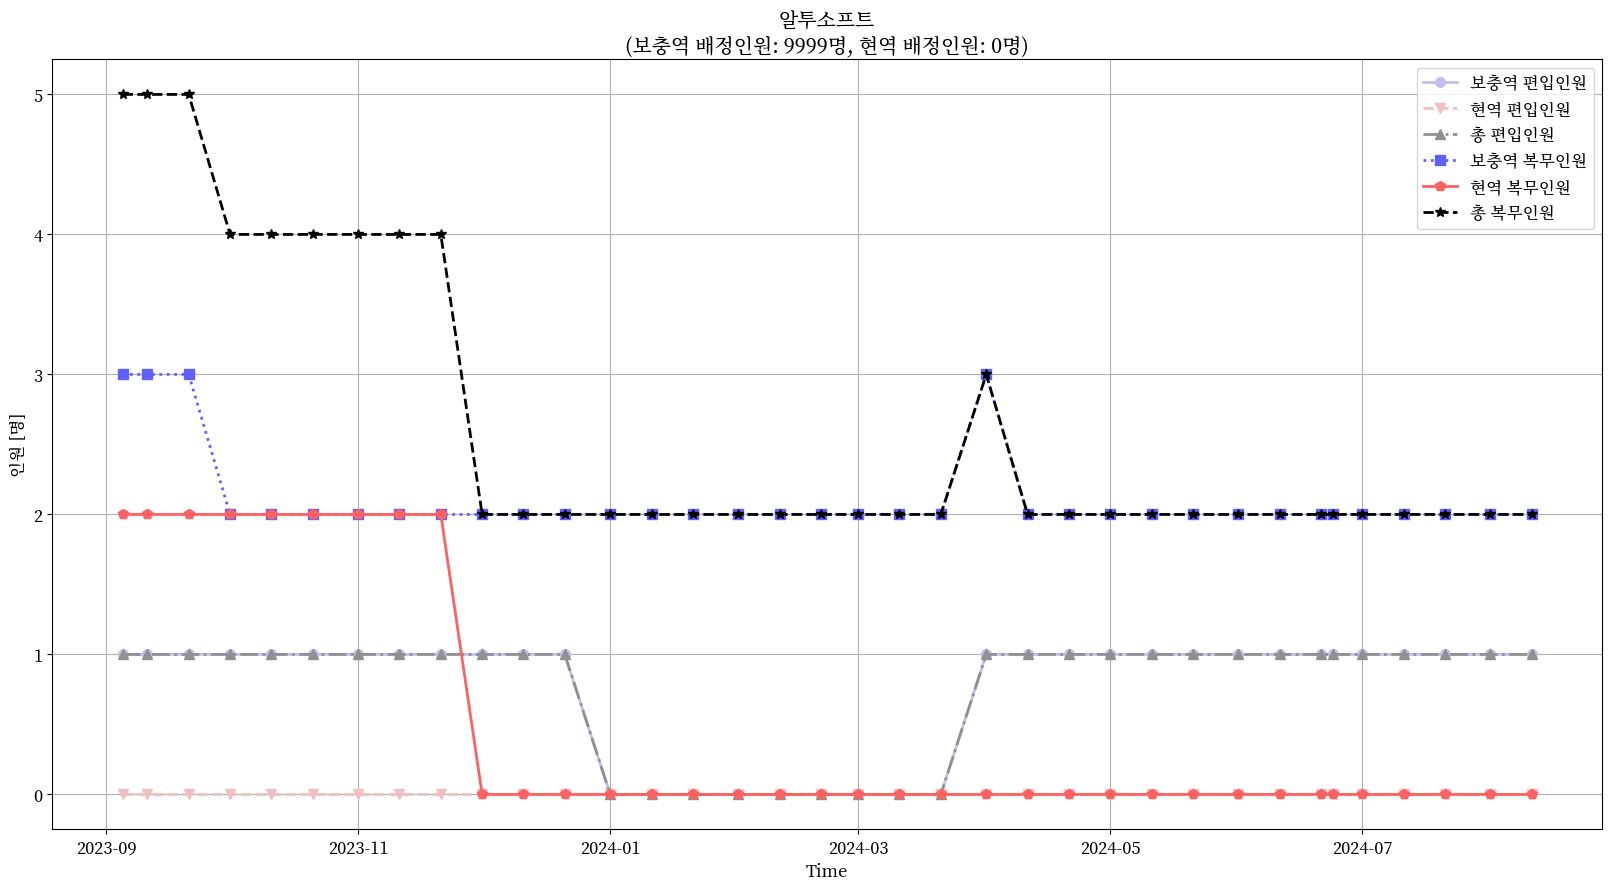 알투소프트
(보충역 배정인원: 9999명, 현역 배정인원: 0명)
보충역 편입인원
현역 편입인원
총 편입인원
보충역 복무인원
현역 복무인원
총 복무인원
인원 [명]
5
4
3
2
1
0
2023-09
2023-11
2024-01
2024-03
2024-05
2024-07
Time